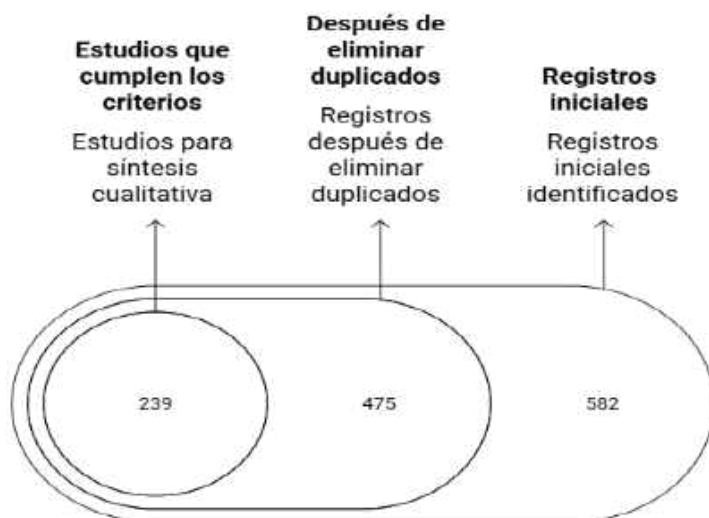 Estudios que
cumplen los
criterios
Estudios para
síntesis
cualitativa
Después de
eliminar
duplicados
Registros
después de
eliminar
duplicados
Registros
iniciales
Registros
iniciales
identificados
239
475
582